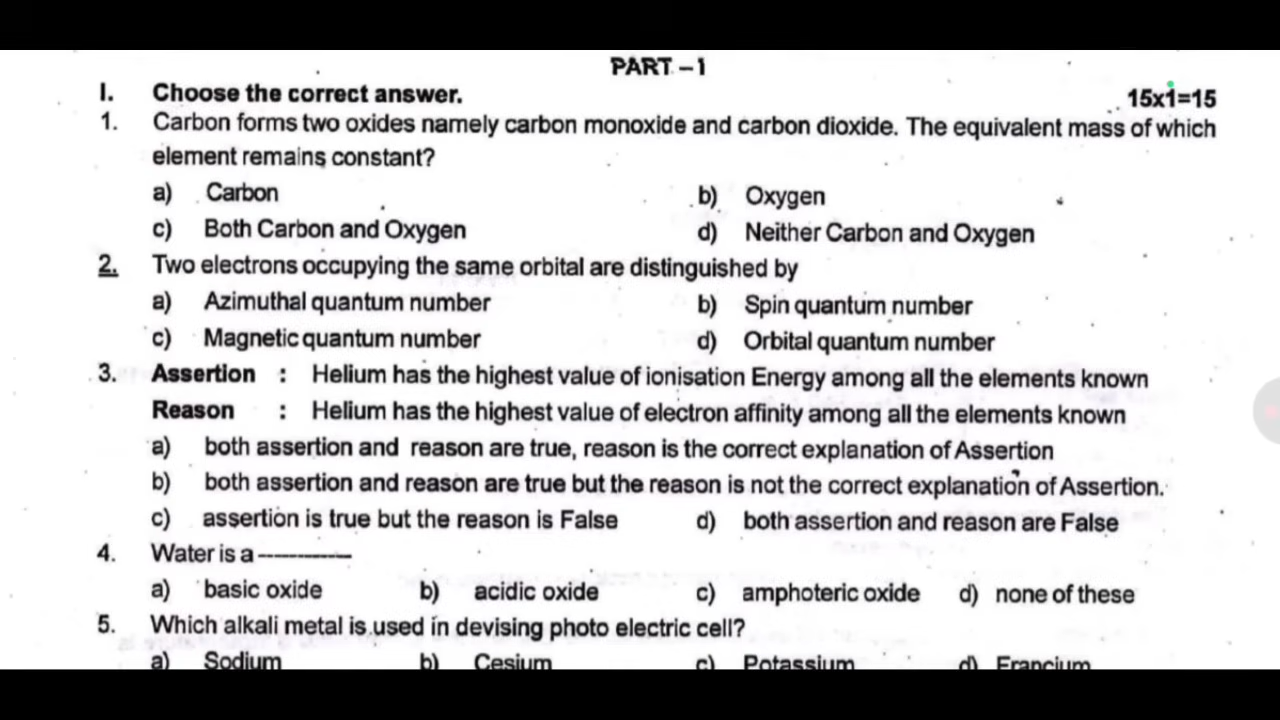 PART – 1
I. Choose the correct answer. 15x1=15
1. Carbon forms two oxides namely carbon monoxide and carbon dioxide. The equivalent mass of which
element remains constant?
a) Carbon b) Oxygen
c) Both Carbon and Oxygen d) Neither Carbon and Oxygen
2. Two electrons occupying the same orbital are distinguished by
a) Azimuthal quantum number b) Spin quantum number
c) Magnetic quantum number d) Orbital quantum number
3. Assertion : Helium has the highest value of ionisation Energy among all the elements known
Reason : Helium has the highest value of electron affinity among all the elements known
a) both assertion and reason are true, reason is the correct explanation of Assertion
b) both assertion and reason are true but the reason is not the correct explanation of Assertion.
c) assertion is true but the reason is False d) both assertion and reason are False
4. Water is a -----------
a) basic oxide b) acidic oxide c) amphoteric oxide d) none of these
5. Which alkali metal is used in devising photo electric cell?
a) Sodium b) Cesium c) Potassium d) Francium